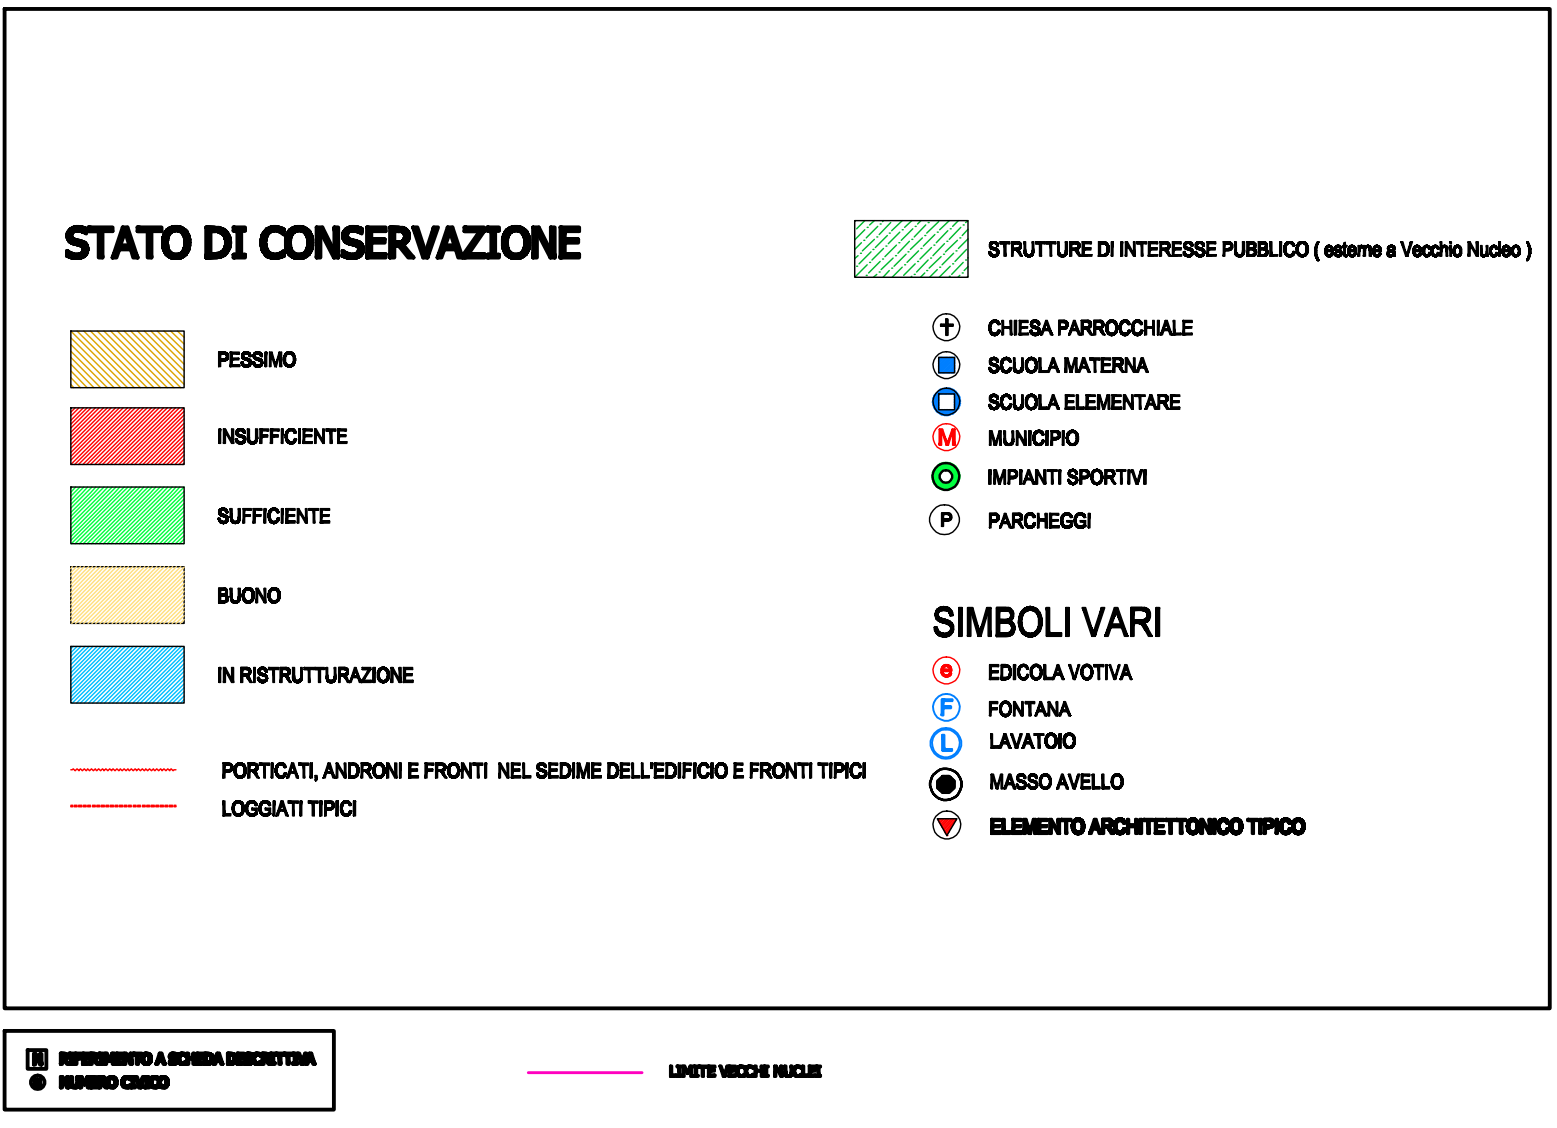 STATO DI CONSERVAZIONE
PESSIMO
INSUFFICIENTE
SUFFICIENTE
BUONO
IN RISTRUTTURAZIONE
PORTICATI, ANDRONI E FRONTI NEL SEDIME DELL'EDIFICIO E FRONTI TIPICI
LOGGIATI TIPICI
STRUTTURE DI INTERESSE PUBBLICO ( esterne a Vecchio Nucleo )
CHIESA PARROCCHIALE
SCUOLA MATERNA
SCUOLA ELEMENTARE
M MUNICIPIO
IMPIANTI SPORTIVI
P PARCHEGGI
SIMBOLI VARI
e EDICOLA VOTIVA
F FONTANA
L LAVATOIO
MASSO AVELLO
ELEMENTO ARCHITETTONICO TIPICO
RIFERIMENTO A SCHEDA DESCRITTIVA
NUMERO CIVICO
LIMITE VECCHI NUCLEI